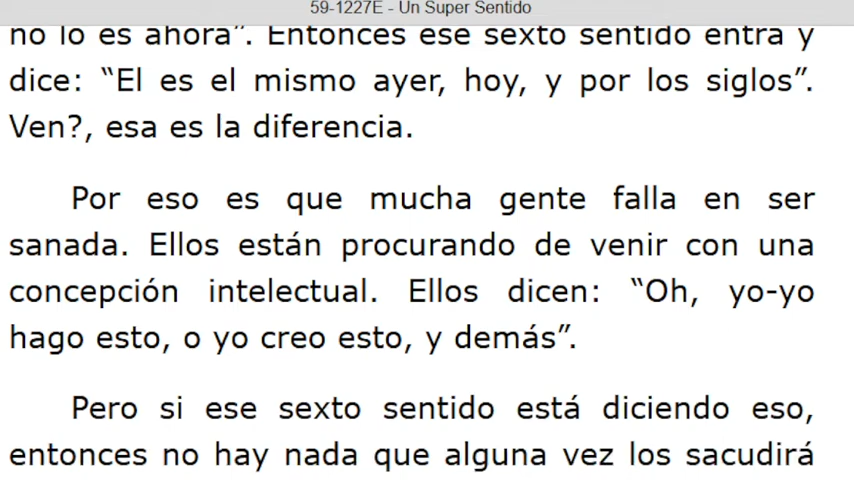 59-1227E - Un Super Sentido
no lo es ahora”. Entonces ese sexto sentido entra y
dice: “El es el mismo ayer, hoy, y por los siglos”.
Ven?, esa es la diferencia.
Por eso es que mucha gente falla en ser
sanada. Ellos están procurando de venir con una
concepción intelectual. Ellos dicen: “Oh, yo-yo
hago esto, o yo creo esto, y demás”.
Pero si ese sexto sentido está diciendo eso,
entonces no hay nada que alguna vez los sacudirá